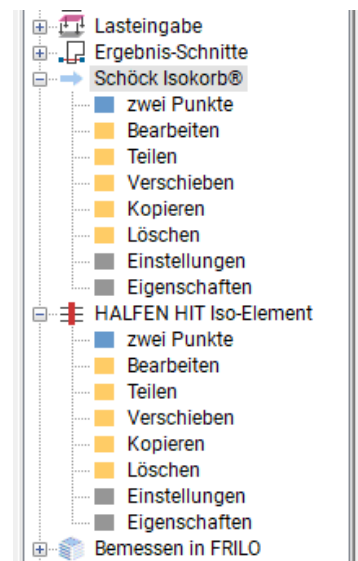 Lasteingabe
Ergebnis-Schnitte
Schöck Isokorb®
zwei Punkte
Bearbeiten
Teilen
Verschieben
Kopieren
Löschen
Einstellungen
Eigenschaften
HALFEN HIT Iso-Element
zwei Punkte
Bearbeiten
Teilen
Verschieben
Kopieren
Löschen
Einstellungen
Eigenschaften
Bemessen in FRILO